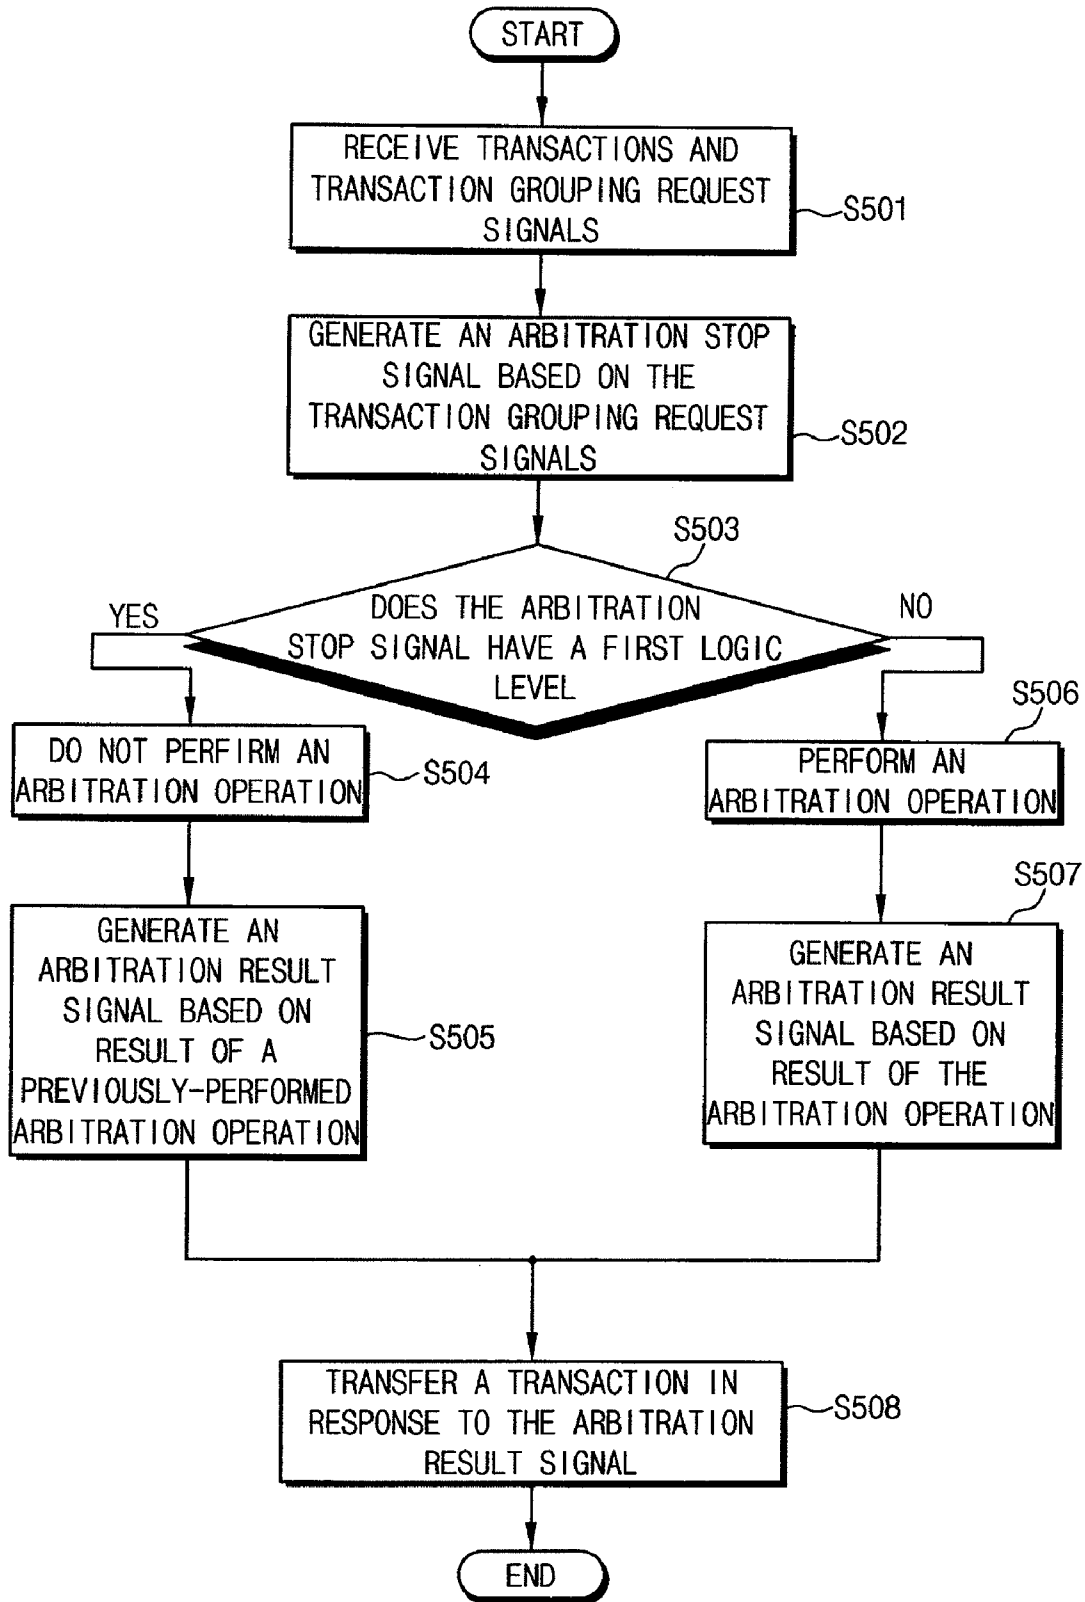 START
RECEIVE TRANSACTIONS AND
TRANSACTION GROUPING REQUEST
SIGNALS
S501
GENERATE AN ARBITRATION STOP
SIGNAL BASED ON THE
TRANSACTION GROUPING REQUEST
SIGNALS
S502
S503
DOES THE ARBITRATION
STOP SIGNAL HAVE A FIRST LOGIC
LEVEL
YES
NO
DO NOT PERFIRM AN
ARBITRATION OPERATION
S504
S506
PERFORM AN
ARBITRATION OPERATION
GENERATE AN
ARBITRATION RESULT
SIGNAL BASED ON
RESULT OF A
PREVIOUSLY-PERFORMED
ARBITRATION OPERATION
S505
S507
GENERATE AN
ARBITRATION RESULT
SIGNAL BASED ON
RESULT OF THE
ARBITRATION OPERATION
TRANSFER A TRANSACTION IN
RESPONSE TO THE ARBITRATION
RESULT SIGNAL
S508
END